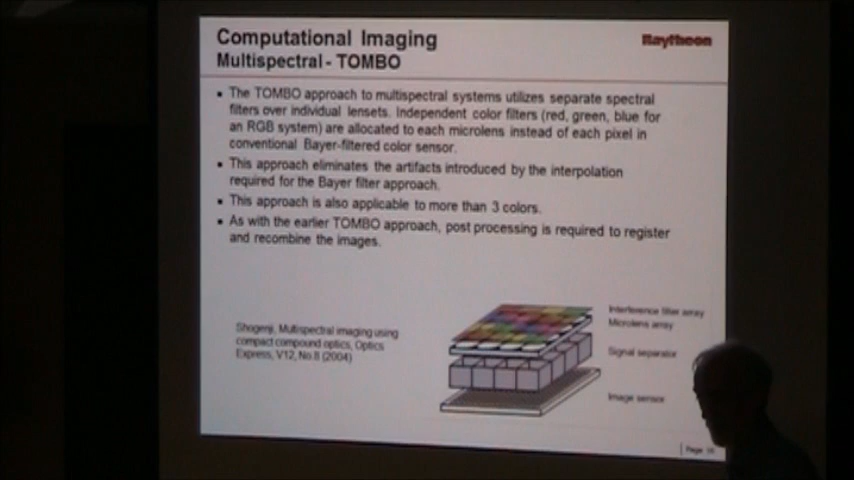 Computational Imaging
Raytheon
Multispectral - TOMBO
▪ The TOMBO approach to multispectral systems utilizes separate spectral
filters over individual lensets. Independent color filters (red, green, blue for
an RGB system) are allocated to each microlens instead of each pixel in
conventional Bayer-filtered color sensor.
▪ This approach eliminates the artifacts introduced by the interpolation
required for the Bayer filter approach.
▪ This approach is also applicable to more than 3 colors.
▪ As with the earlier TOMBO approach, post processing is required to register
and recombine the images.
Shogenji, Multispectral imaging using
compact compound optics, Optics
Express, V12, No.8 (2004)
Interference filter array
Microlens array
Signal separator
Image sensor
Page